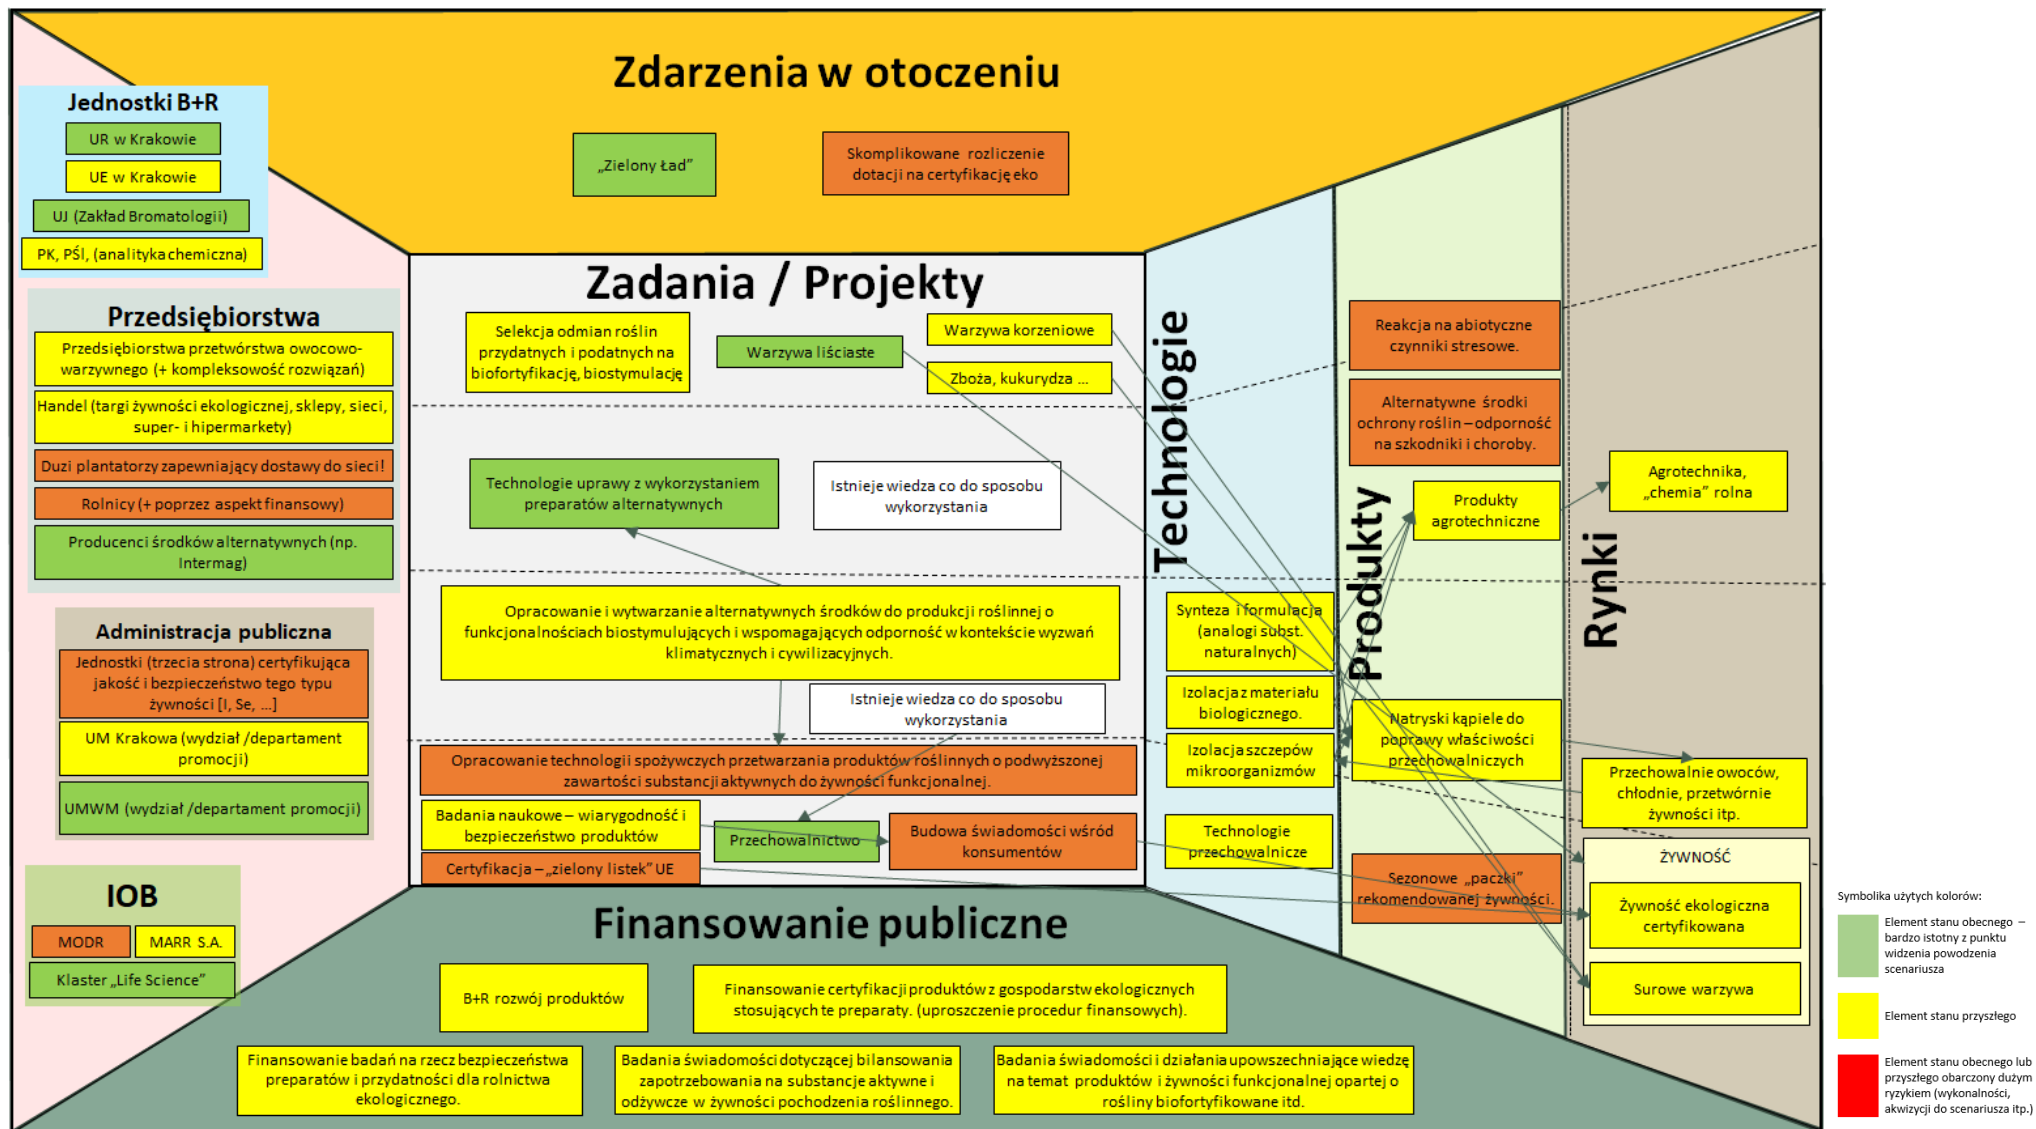 Zdarzenia w otoczeniu
„Zielony Ład”
Skomplikowane rozliczenie
dotacji na certyfikację eko
Jednostki B+R
UR w Krakowie
UE w Krakowie
UJ (Zakład Bromatologii)
PK, PŚl, (analityka chemiczna)
Przedsiębiorstwa
Przedsiębiorstwa przetwórstwa owocowo-
warzywnego (+ kompleksowość rozwiązań)
Handel (targi żywności ekologicznej, sklepy, sieci,
super- i hipermarkety)
Duzi plantatorzy zapewniający dostawy do sieci!
Rolnicy (+ poprzez aspekt finansowy)
Producenci środków alternatywnych (np.
Intermag)
Administracja publiczna
Jednostki (trzecia strona) certyfikująca
jakość i bezpieczeństwo tego typu
żywności [I, Se, ...]
UM Krakowa (wydział /departament
promocji)
UMWM (wydział /departament promocji)
IOB
MODR
MARR S.A.
Klaster „Life Science”
Zadania / Projekty
Selekcja odmian roślin
przydatnych i podatnych na
biofortyfikację, biostymulację
Warzywa liściaste
Warzywa korzeniowe
Zboża, kukurydza ...
Technologie uprawy z wykorzystaniem
preparatów alternatywnych
Istnieje wiedza co do sposobu
wykorzystania
Opracowanie i wytwarzanie alternatywnych środków do produkcji roślinnej o
funkcjonalnościach biostymulujących i wspomagających odporność w kontekście wyzwań
klimatycznych i cywilizacyjnych.
Istnieje wiedza co do sposobu
wykorzystania
Opracowanie technologii spożywczych przetwarzania produktów roślinnych o podwyższonej
zawartości substancji aktywnych do żywności funkcjonalnej.
Badania naukowe – wiarygodność i
bezpieczeństwo produktów
Certyfikacja – „zielony listek” UE
Przechowalnictwo
Budowa świadomości wśród
konsumentów
Technologie
Synteza i formulacja
(analogi subst.
naturalnych)
Izolacja z materiału
biologicznego.
Izolacja szczepów
mikroorganizmów
Technologie
przechowalnicze
Produkty
Reakcja na abiotyczne
czynniki stresowe.
Alternatywne środki
ochrony roślin – odporność
na szkodniki i choroby.
Produkty
agrotechniczne
Natryski kąpiele do
poprawy właściwości
przechowalniczych
Sezonowe „paczki”
rekomendowanej żywności.
Rynki
Agrotechnika,
„chemia” rolna
Przechowalnie owoców,
chłodnie, przetwórnie
żywności itp.
ŻYWNOŚĆ
Żywność ekologiczna
certyfikowana
Surowe warzywa
Finansowanie publiczne
B+R rozwój produktów
Finansowanie certyfikacji produktów z gospodarstw ekologicznych
stosujących te preparaty. (uproszczenie procedur finansowych).
Finansowanie badań na rzecz bezpieczeństwa
preparatów i przydatności dla rolnictwa
ekologicznego.
Badania świadomości dotyczącej bilansowania
zapotrzebowania na substancje aktywne i
odżywcze w żywności pochodzenia roślinnego.
Badania świadomości i działania upowszechniające wiedzę
na temat produktów i żywności funkcjonalnej opartej o
rośliny biofortyfikowane itd.
Symbolika użytych kolorów:
Element stanu obecnego –
bardzo istotny z punktu
widzenia powodzenia
scenariusza
Element stanu przyszłego
Element stanu obecnego lub
przyszłego obarczony dużym
ryzykiem (wykonalności,
akwizycji do scenariusza itp.)